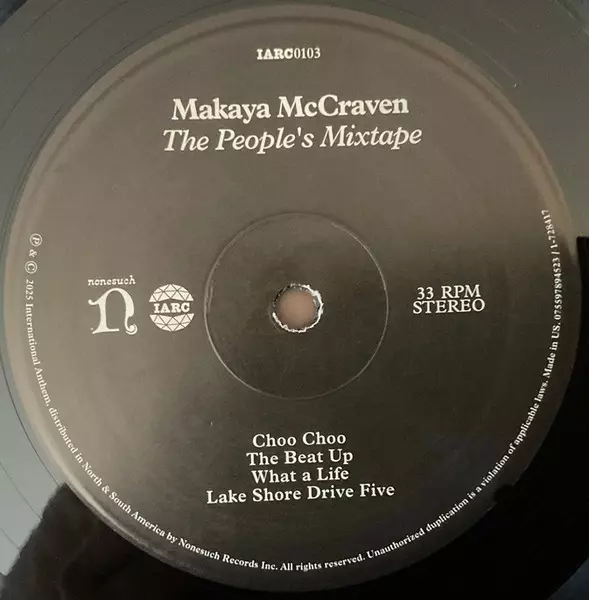 IARC0103
Makaya McCraven
The People's Mixtape
nonesuch
IARC
33 RPM
STEREO
Choo Choo
The Beat Up
What a Life
Lake Shore Drive Five
Ⓟ & © 2025 International Anthem, distributed in North & South America by Nonesuch Records Inc. All rights reserved. Unauthorized duplication is a violation of applicable laws. Made in US. 075597894523 / 1-728417